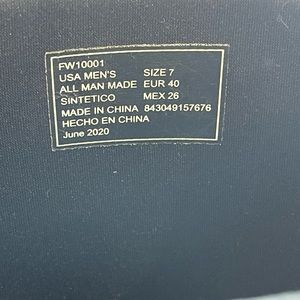 FW10001
USA MEN'S SIZE 7
ALL MAN MADE EUR 40
SINTETICO MEX 26
MADE IN CHINA 843049157676
HECHO EN CHINA
June 2020